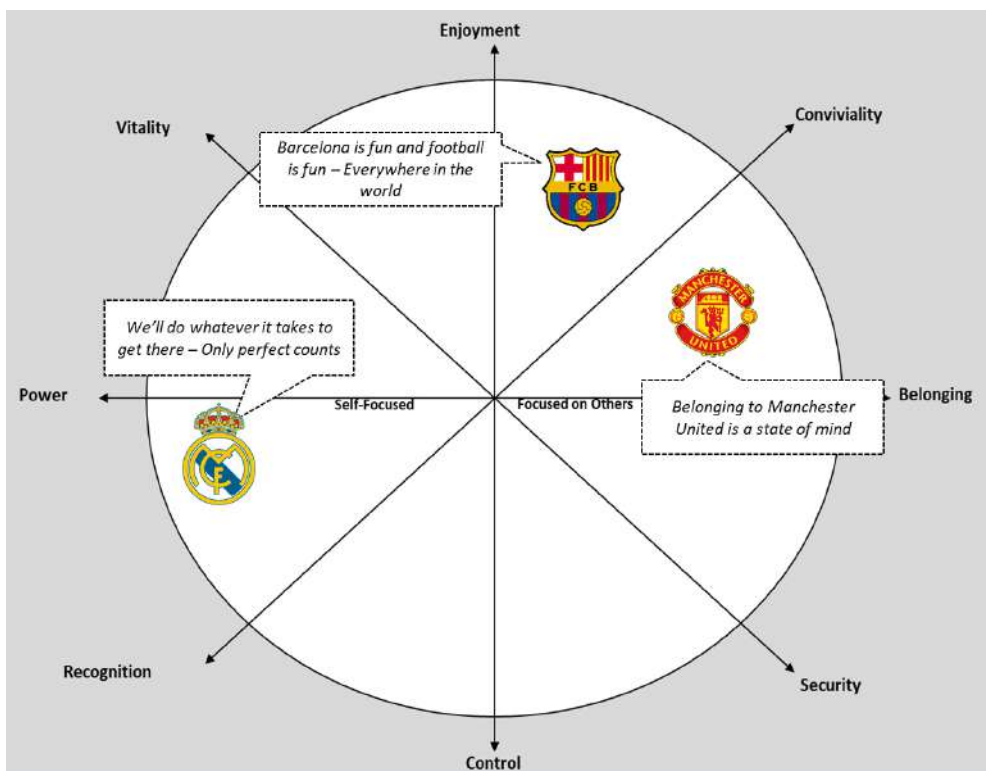 Enjoyment
Vitality
Conviviality
Barcelona is fun and football
is fun – Everywhere in the
world
FCB
MANCHESTER
UNITED
We'll do whatever it takes to
get there – Only perfect counts
Power
Self-Focused
Focused on Others
Belonging
Belonging to Manchester
United is a state of mind
Recognition
Security
Control